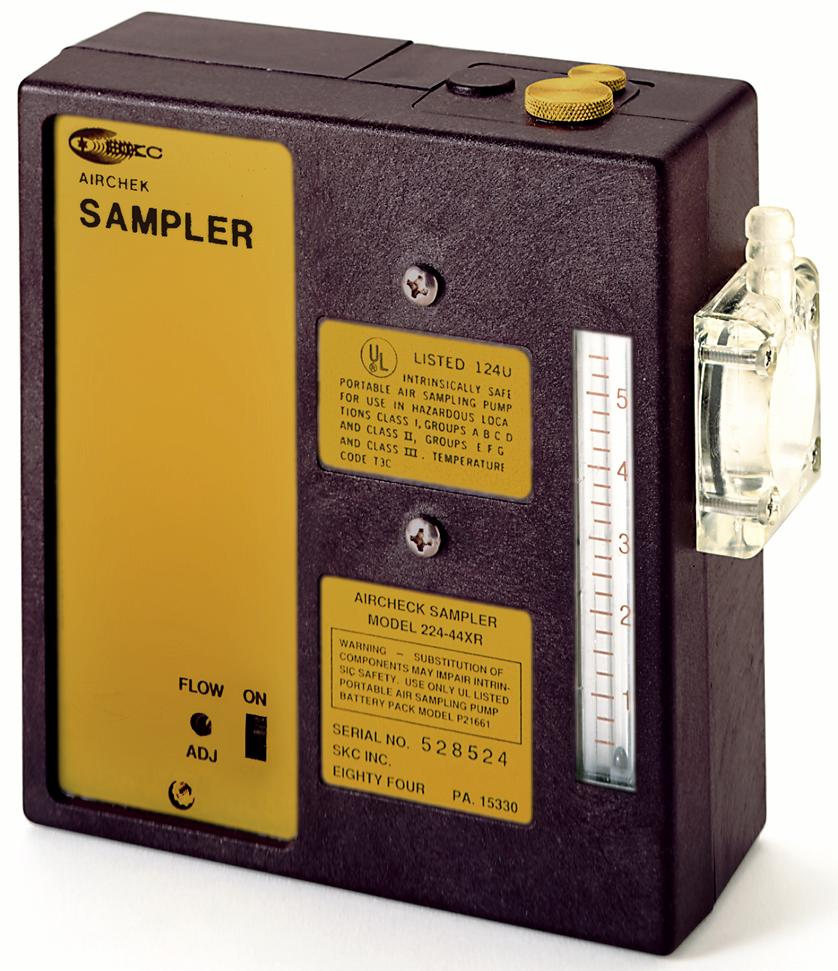 SKC
AIRCHEK
SAMPLER
FLOW
ON
ADJ
UL
®
LISTED 124U
INTRINSICALLY SAFE
PORTABLE AIR SAMPLING PUMP
FOR USE IN HAZARDOUS LOCA
TIONS CLASS I, GROUPS A B C D
AND CLASS II, GROUPS E F G
AND CLASS III. TEMPERATURE
CODE T3C
AIRCHECK SAMPLER
MODEL 224-44XR
WARNING – SUBSTITUTION OF
COMPONENTS MAY IMPAIR INTRIN-
SIC SAFETY. USE ONLY UL LISTED
PORTABLE AIR SAMPLING PUMP
BATTERY PACK MODEL P21661
SERIAL NO. 528524
SKC INC.
EIGHTY FOUR PA. 15330
5
4
3
2
1